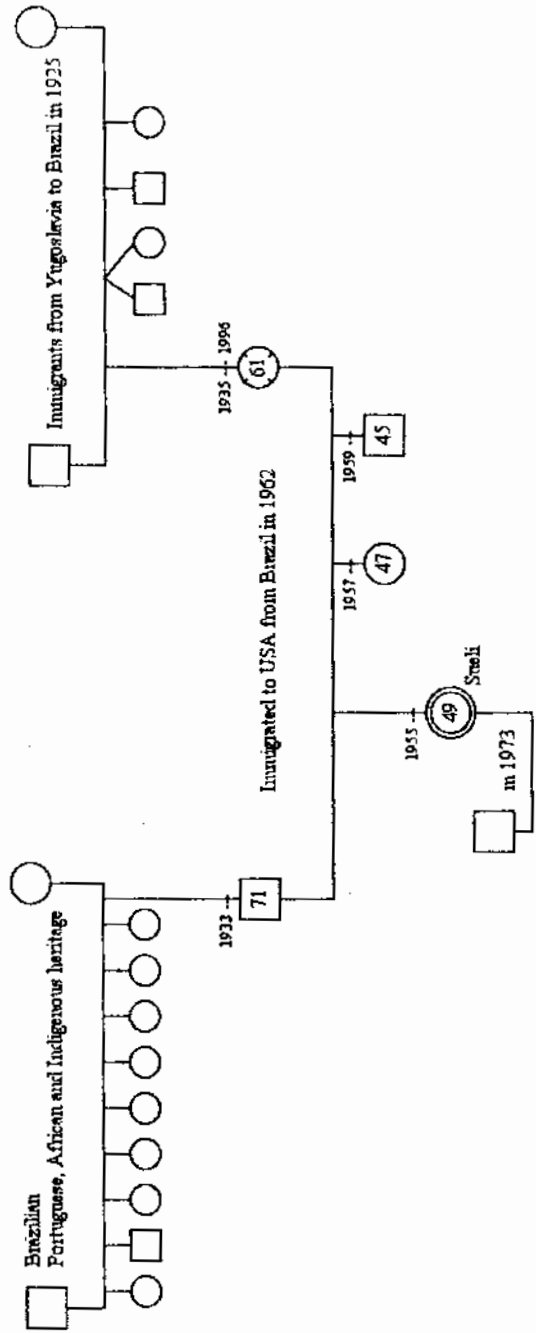 Brazilian
Portuguese, African and Indigenous heritage
Immigrants from Yugoslavia to Brazil in 1925
1933 --
71
1935 -- 1996
61
Immigrated to USA from Brazil in 1962
1955 --
49
Sueli
1957 --
47
1959 --
45
m 1973